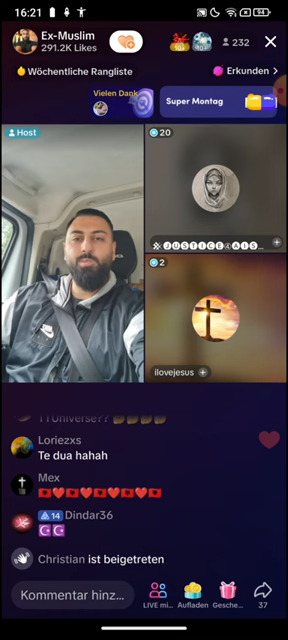 16:21
94
Ex-Muslim
291.2K Likes
232
Wöchentliche Rangliste
Erkunden >
Vielen Dank
Super Montag
Host
20
JUSTICE④AIS...
2
ilovejesus
Loriezxs
Te dua hahah
Mex
🇦🇱❤️🇦🇱❤️🇦🇱❤️🇦🇱❤️🇦🇱
14 Dindar36
☪️☪️
Christian ist beigetreten
Kommentar hinz...
LIVE mi...
Aufladen
Gesche...
37